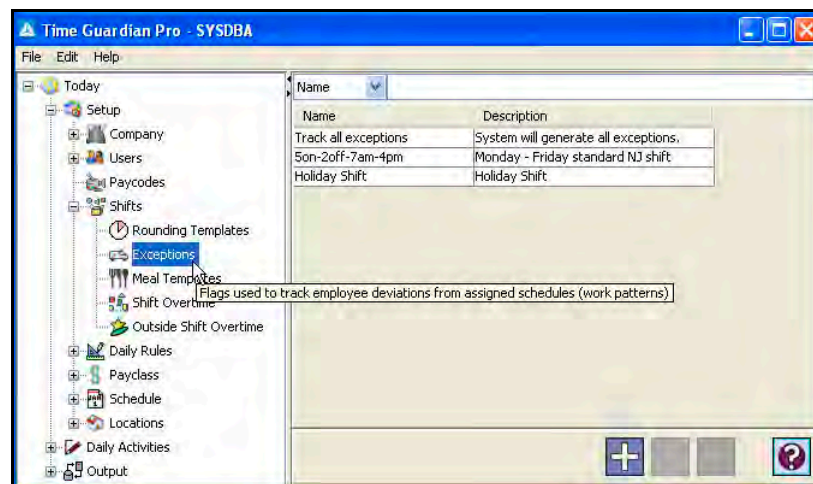 Time Guardian Pro - SYSDBA
File Edit Help
Today
Setup
Company
Users
Paycodes
Shifts
Rounding Templates
Exceptions
Meal Templates
Shift Overtime
Outside Shift Overtime
Daily Rules
Payclass
Schedule
Locations
Daily Activities
Output
Name
Name Description
Track all exceptions System will generate all exceptions.
5on-2off-7am-4pm Monday - Friday standard NJ shift
Holiday Shift Holiday Shift
Flags used to track employee deviations from assigned schedules (work patterns)